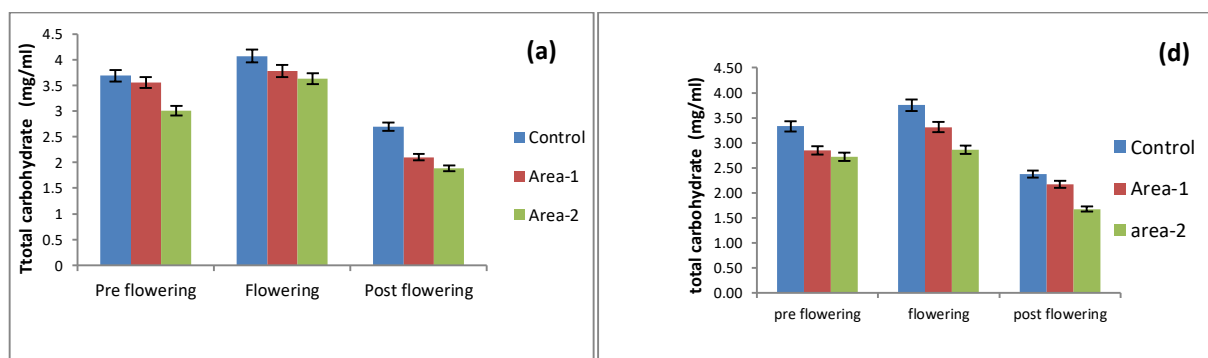 (a)
Ttotal carbohydrate (mg/ml)
4.5
4
3.5
3
2.5
2
1.5
1
0.5
0
Pre flowering Flowering Post flowering
Control
Area-1
Area-2
(d)
total carbohydrate (mg/ml)
4.50
4.00
3.50
3.00
2.50
2.00
1.50
1.00
0.50
0.00
pre flowering flowering post flowering
Control
Area-1
area-2